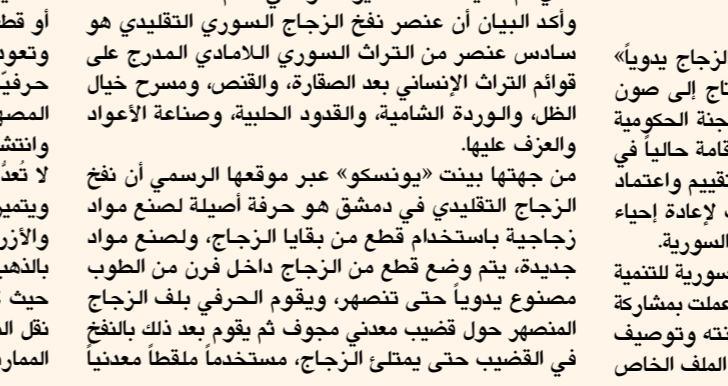 لزجاج يدوياً»
تاج إلى صون
جنة الحكومية
قامة حالياً في
تقييم واعتماد
لإعادة إحياء
السورية.
سورية للتنمية
عملت بمشاركة
نته وتوصيف
الملف الخاص
وأكد البيان أن عنصر نفخ الزجاج السوري التقليدي هو
سادس عنصر من التراث السوري اللامادي المدرج على
قوائم التراث الإنساني بعد الصقارة، والقنص، ومسرح خيال
الظل، والوردة الشامية، والقدود الحلبية، وصناعة الأعواد
والعزف عليها.
من جهتها بينت «يونسكو» عبر موقعها الرسمي أن نفخ
الزجاج التقليدي في دمشق هو حرفة أصيلة لصنع مواد
زجاجية باستخدام قطع من بقايا الزجاج، ولصنع مواد
جديدة، يتم وضع قطع من الزجاج داخل فرن من الطوب
مصنوع يدوياً حتى تنصهر، ويقوم الحرفي بلف الزجاج
المنصهر حول قضيب معدني مجوف ثم يقوم بعد ذلك بالنفخ
في القضيب حتى يمتلئ الزجاج، مستخدماً ملقطاً معدنياً
أو قط
وتعود
حرفيّ
المصه
وانتش
لا تُعدّ
ويتمير
والأزر
بالذهب
حيث
نقل الم
الممار